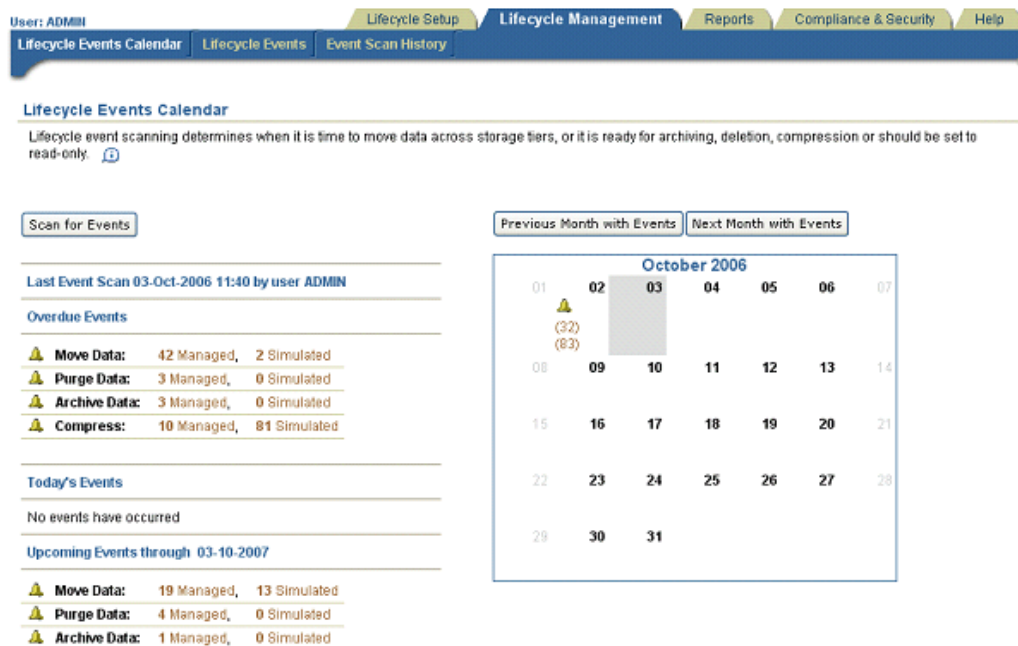 User: ADMIN
Lifecycle Setup
Lifecycle Management
Reports
Compliance & Security
Help
Lifecycle Events Calendar
Lifecycle Events
Event Scan History
Lifecycle Events Calendar
Lifecycle event scanning determines when it is time to move data across storage tiers, or it is ready for archiving, deletion, compression or should be set to
read-only.
Scan for Events
Last Event Scan 03-Oct-2006 11:40 by user ADMIN
Overdue Events
Move Data: 42 Managed, 2 Simulated
Purge Data: 3 Managed, 0 Simulated
Archive Data: 3 Managed, 0 Simulated
Compress: 10 Managed, 81 Simulated
Today's Events
No events have occurred
Upcoming Events through 03-10-2007
Move Data: 19 Managed, 13 Simulated
Purge Data: 4 Managed, 0 Simulated
Archive Data: 1 Managed, 0 Simulated
Previous Month with Events
Next Month with Events
October 2006
01 02 03 04 05 06 07
(32)
(83)
08 09 10 11 12 13 14
15 16 17 18 19 20 21
22 23 24 25 26 27 28
29 30 31